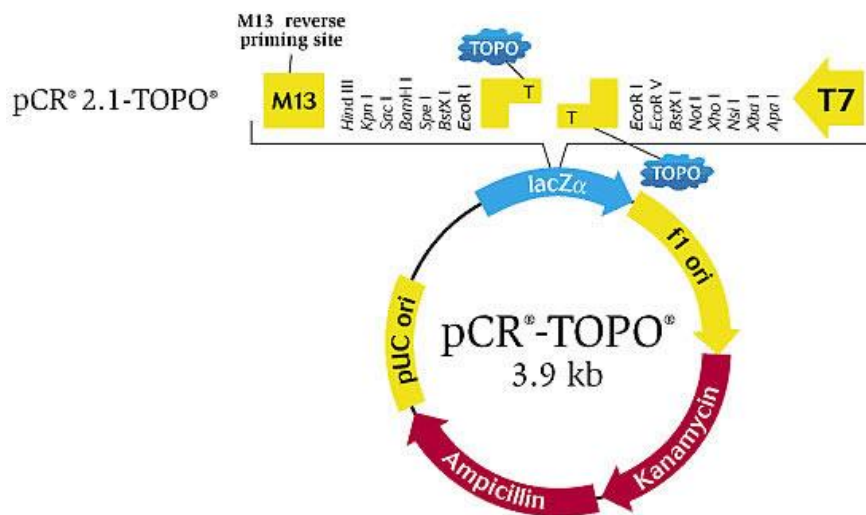 M13 reverse
priming site
TOPO
pCR® 2.1-TOPO®
M13
Hind III
Kpn I
Sac I
BamH I
Spe I
BstX I
EcoR I
T
T
EcoR I
EcoR V
BstX I
Not I
Xho I
Nsi I
Xba I
Apa I
T7
TOPO
lacZα
f1 ori
pUC ori
pCR®-TOPO®
3.9 kb
Kanamycin
Ampicillin